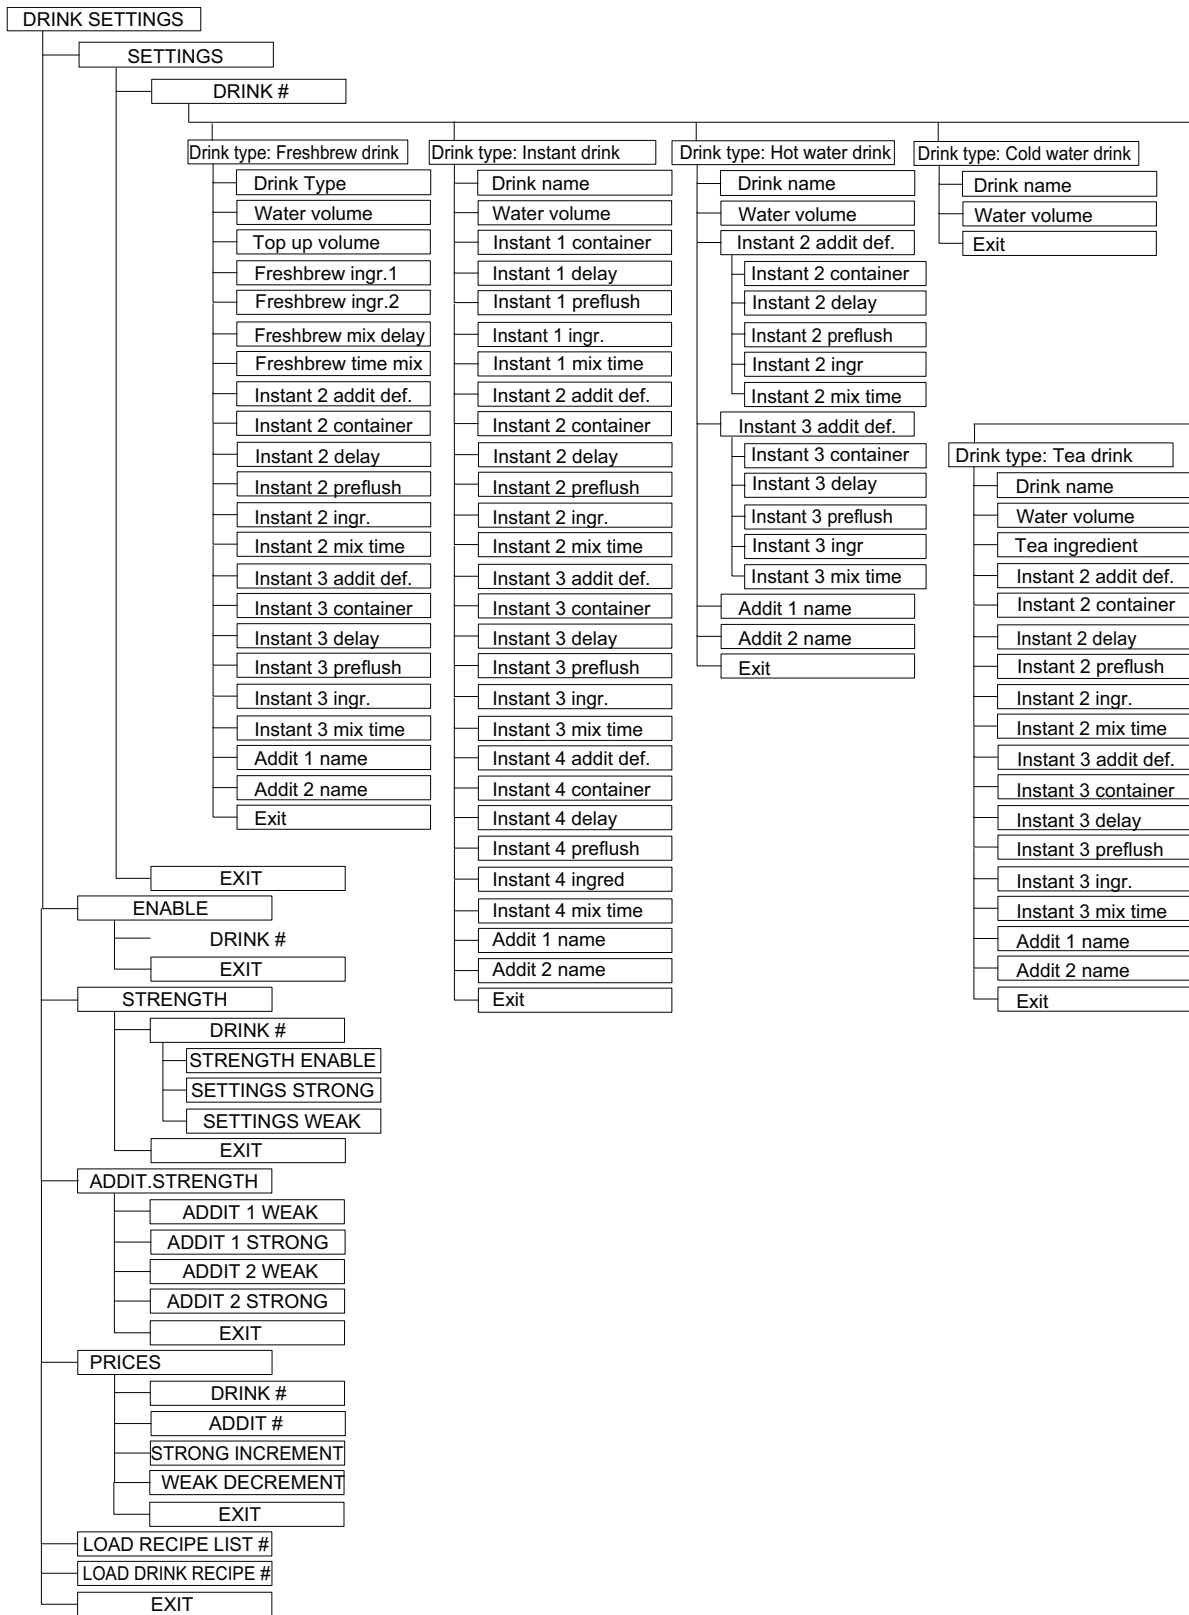 DRINK SETTINGS
SETTINGS
DRINK #
Drink type: Freshbrew drink
Drink Type
Water volume
Top up volume
Freshbrew ingr.1
Freshbrew ingr.2
Freshbrew mix delay
Freshbrew time mix
Instant 2 addit def.
Instant 2 container
Instant 2 delay
Instant 2 preflush
Instant 2 ingr.
Instant 2 mix time
Instant 3 addit def.
Instant 3 container
Instant 3 delay
Instant 3 preflush
Instant 3 ingr.
Instant 3 mix time
Addit 1 name
Addit 2 name
Exit
Drink type: Instant drink
Drink name
Water volume
Instant 1 container
Instant 1 delay
Instant 1 preflush
Instant 1 ingr.
Instant 1 mix time
Instant 2 addit def.
Instant 2 container
Instant 2 delay
Instant 2 preflush
Instant 2 ingr.
Instant 2 mix time
Instant 3 addit def.
Instant 3 container
Instant 3 delay
Instant 3 preflush
Instant 3 ingr.
Instant 3 mix time
Instant 4 addit def.
Instant 4 container
Instant 4 delay
Instant 4 preflush
Instant 4 ingred
Instant 4 mix time
Addit 1 name
Addit 2 name
Exit
Drink type: Hot water drink
Drink name
Water volume
Instant 2 addit def.
Instant 2 container
Instant 2 delay
Instant 2 preflush
Instant 2 ingr
Instant 2 mix time
Instant 3 addit def.
Instant 3 container
Instant 3 delay
Instant 3 preflush
Instant 3 ingr
Instant 3 mix time
Addit 1 name
Addit 2 name
Exit
Drink type: Cold water drink
Drink name
Water volume
Exit
Drink type: Tea drink
Drink name
Water volume
Tea ingredient
Instant 2 addit def.
Instant 2 container
Instant 2 delay
Instant 2 preflush
Instant 2 ingr.
Instant 2 mix time
Instant 3 addit def.
Instant 3 container
Instant 3 delay
Instant 3 preflush
Instant 3 ingr.
Instant 3 mix time
Addit 1 name
Addit 2 name
Exit
EXIT
ENABLE
DRINK #
EXIT
STRENGTH
DRINK #
STRENGTH ENABLE
SETTINGS STRONG
SETTINGS WEAK
EXIT
ADDIT.STRENGTH
ADDIT 1 WEAK
ADDIT 1 STRONG
ADDIT 2 WEAK
ADDIT 2 STRONG
EXIT
PRICES
DRINK #
ADDIT #
STRONG INCREMENT
WEAK DECREMENT
EXIT
LOAD RECIPE LIST #
LOAD DRINK RECIPE #
EXIT